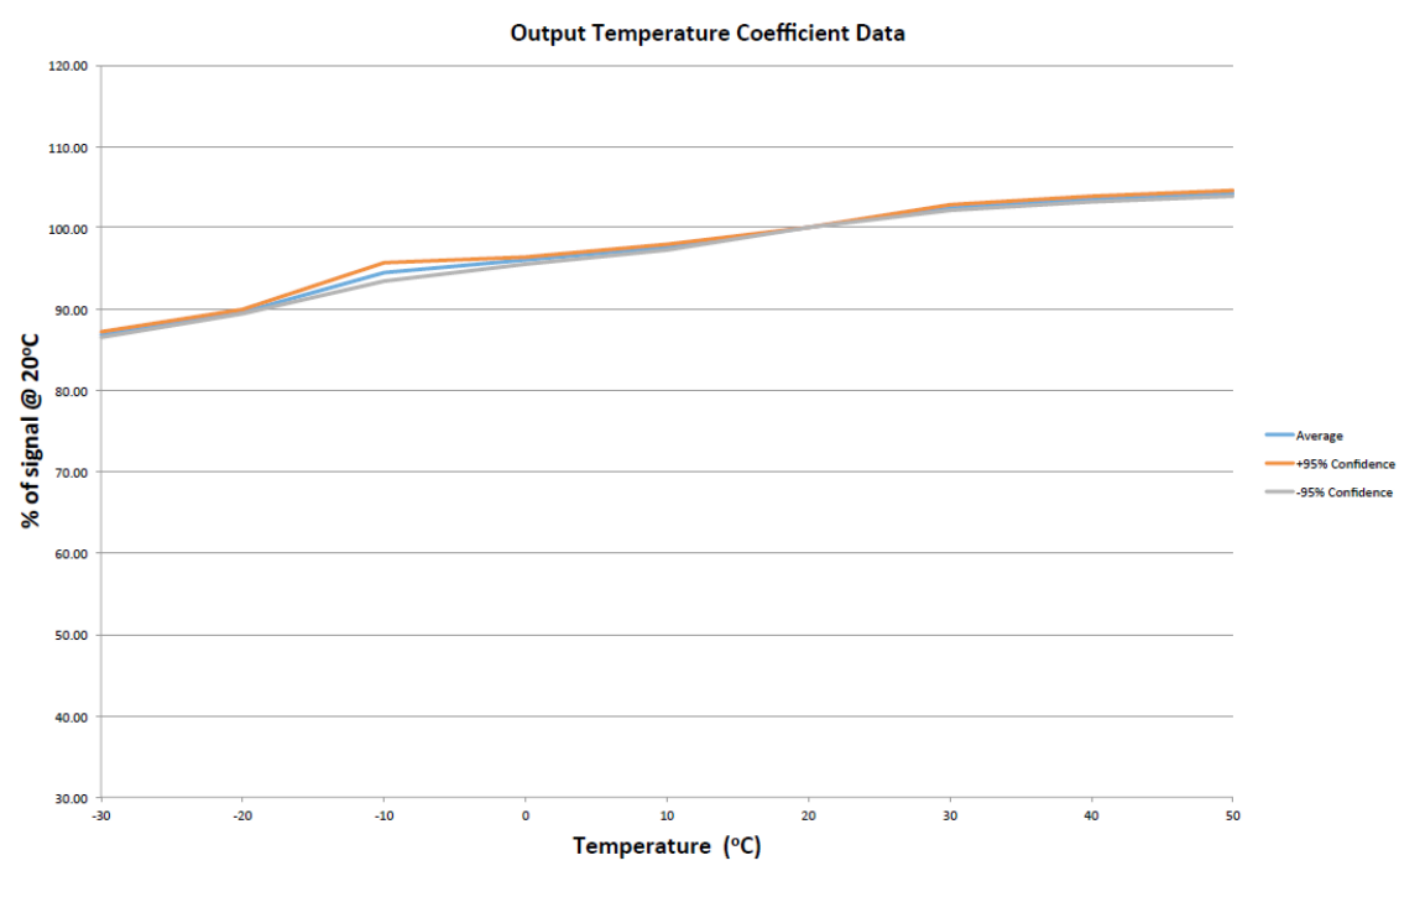 Output Temperature Coefficient Data
120.00
110.00
100.00
90.00
80.00
70.00
60.00
50.00
40.00
30.00
% of signal @ 20°C
-30 -20 -10 0 10 20 30 40 50
Temperature (°C)
Average
+95% Confidence
-95% Confidence